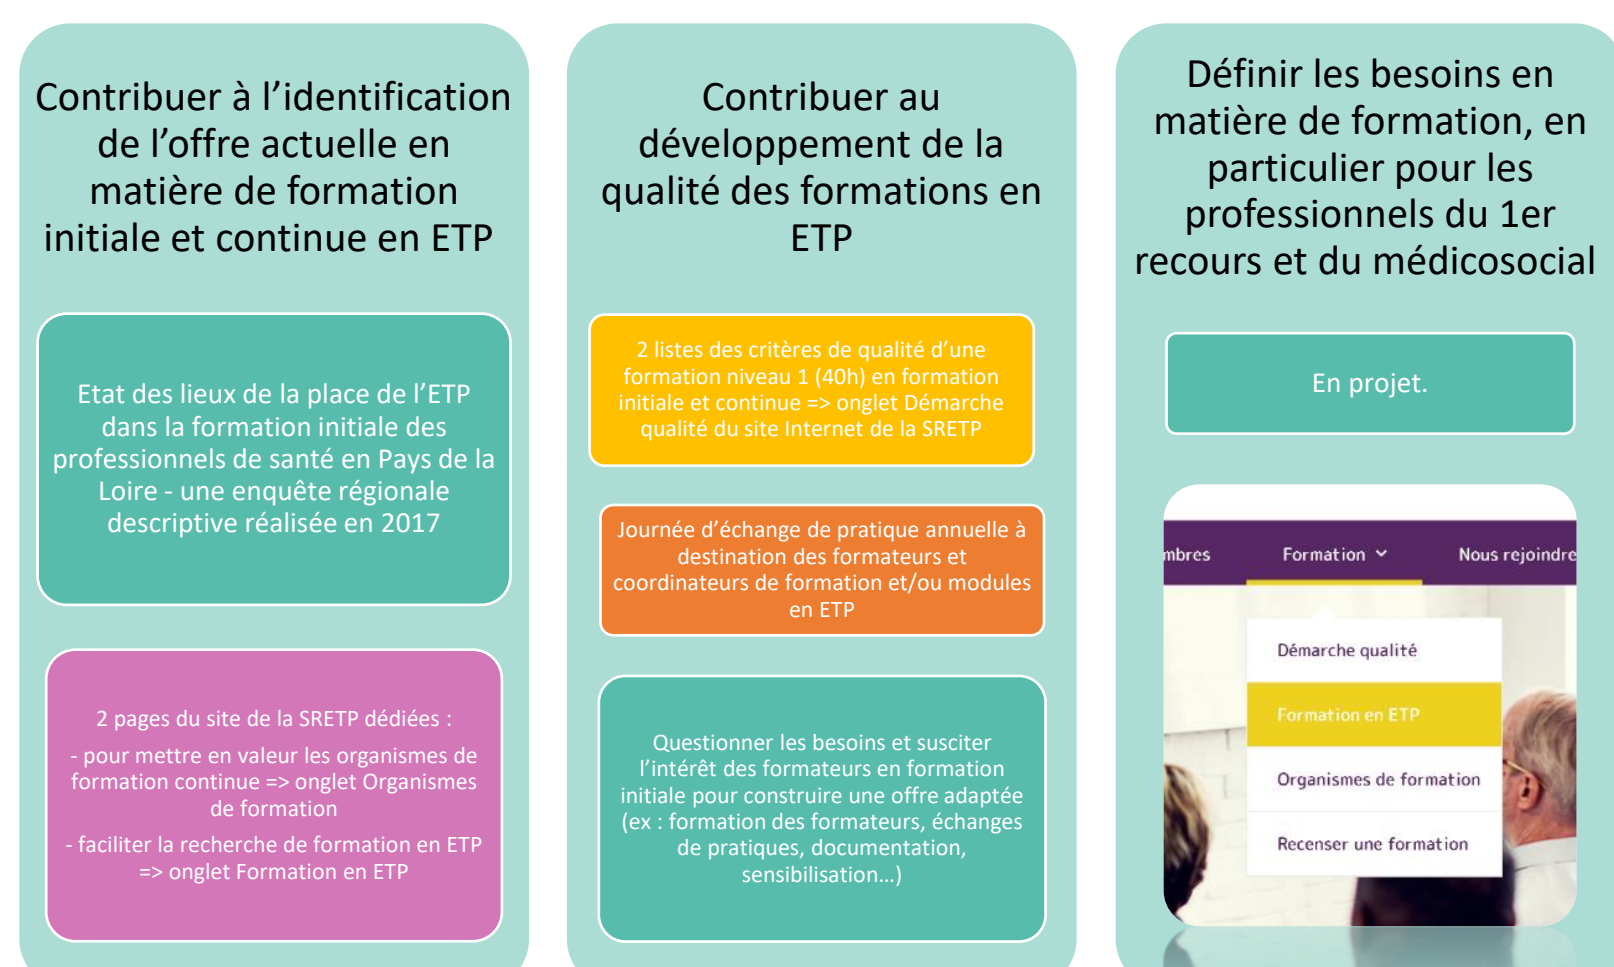 Contribuer à l’identification
de l’offre actuelle en
matière de formation
initiale et continue en ETP
Etat des lieux de la place de l’ETP
dans la formation initiale des
professionnels de santé en Pays de la
Loire - une enquête régionale
descriptive réalisée en 2017
2 pages du site de la SRETP dédiées :
- pour mettre en valeur les organismes de
formation continue => onglet Organismes
de formation
- faciliter la recherche de formation en ETP
=> onglet Formation en ETP
Contribuer au
développement de la
qualité des formations en
ETP
2 listes des critères de qualité d’une
formation niveau 1 (40h) en formation
initiale et continue => onglet Démarche
qualité du site Internet de la SRETP
Journée d’échange de pratique annuelle à
destination des formateurs et
coordinateurs de formation et/ou modules
en ETP
Questionner les besoins et susciter
l’intérêt des formateurs en formation
initiale pour construire une offre adaptée
(ex : formation des formateurs, échanges
de pratiques, documentation,
sensibilisation…)
Définir les besoins en
matière de formation, en
particulier pour les
professionnels du 1er
recours et du médicosocial
En projet.
mbres Formation Nous rejoindre
Démarche qualité
Formation en ETP
Organismes de formation
Recenser une formation